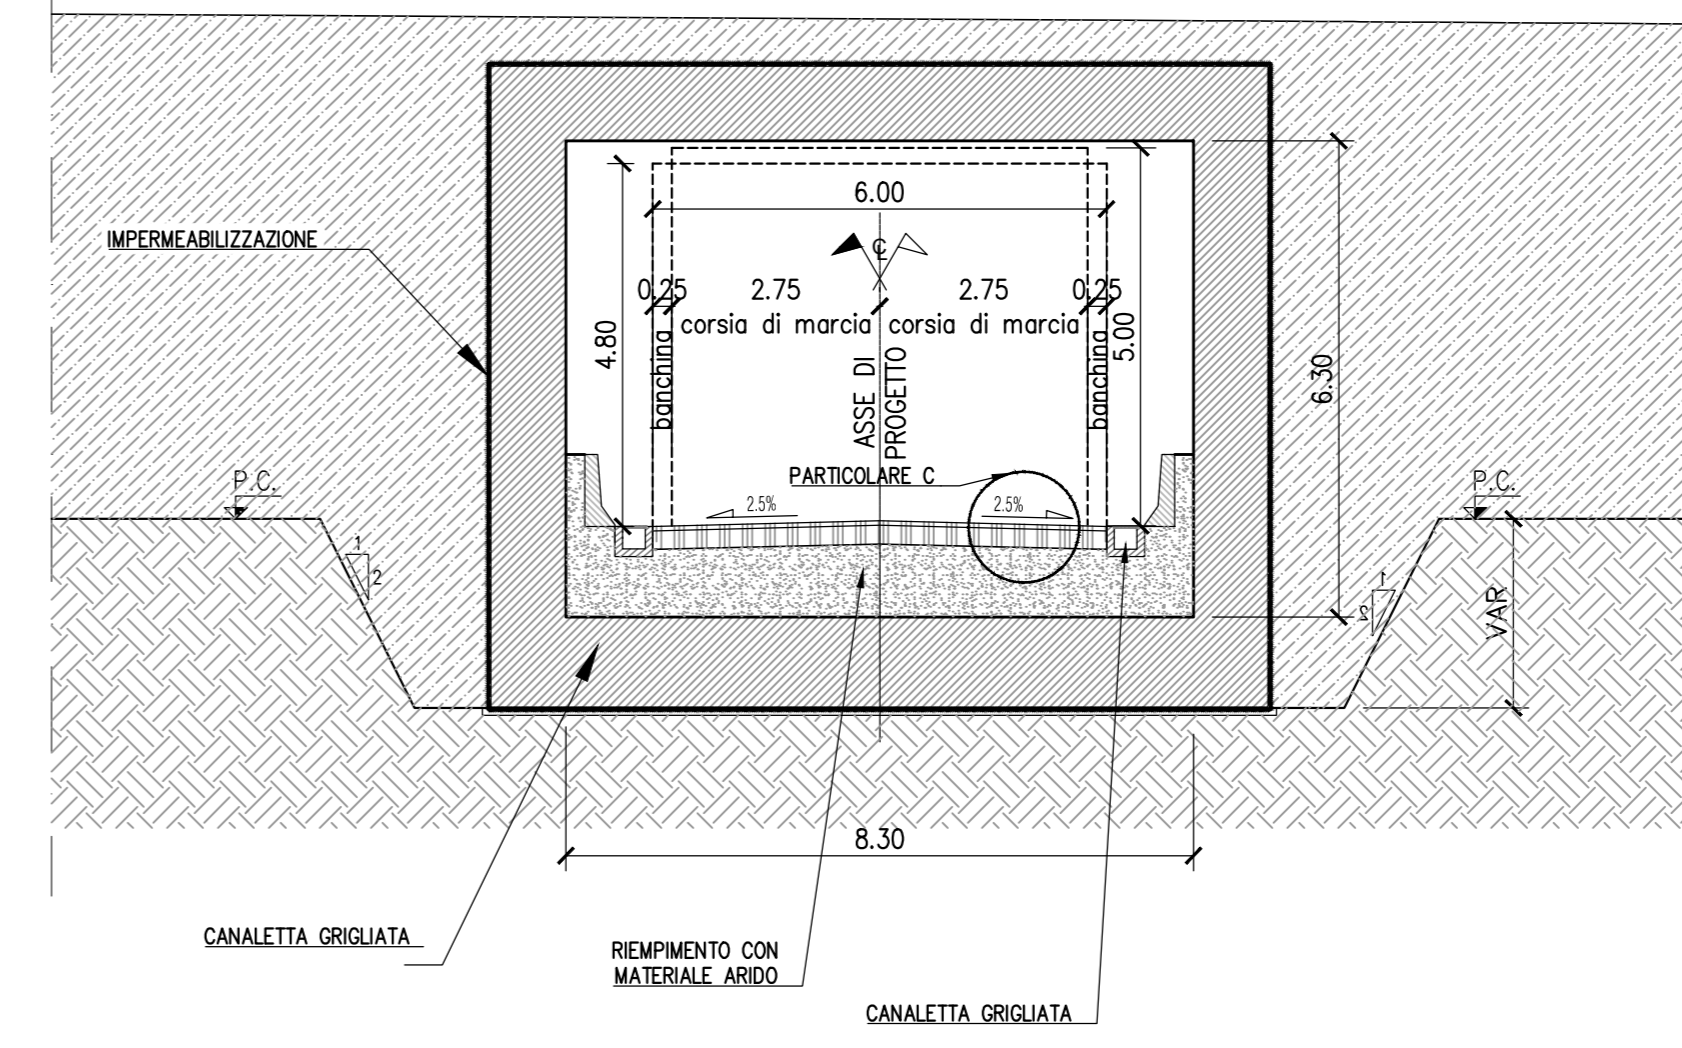 6.00
IMPERMEABILIZZAZIONE
℄
0.25 2.75 2.75 0.25
corsia di marcia corsia di marcia
4.80
banchina
ASSE DI
PROGETTO
banchina
5.00
6.30
PARTICOLARE C
P.C.
P.C.
2.5%
2.5%
1
2
1
2
VAR
8.30
CANALETTA GRIGLIATA
RIEMPIMENTO CON
MATERIALE ARIDO
CANALETTA GRIGLIATA